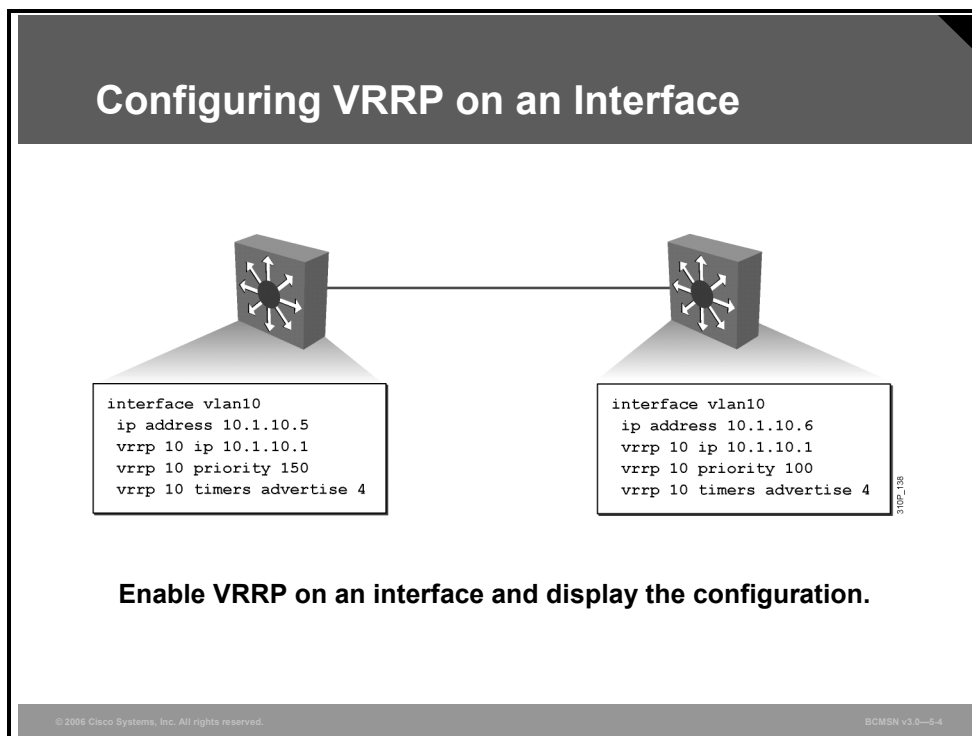 Configuring VRRP on an Interface
interface vlan10
ip address 10.1.10.5
vrrp 10 ip 10.1.10.1
vrrp 10 priority 150
vrrp 10 timers advertise 4
interface vlan10
ip address 10.1.10.6
vrrp 10 ip 10.1.10.1
vrrp 10 priority 100
vrrp 10 timers advertise 4
310P_138
Enable VRRP on an interface and display the configuration.
© 2006 Cisco Systems, Inc. All rights reserved.
BCMSN v3.0—5-4